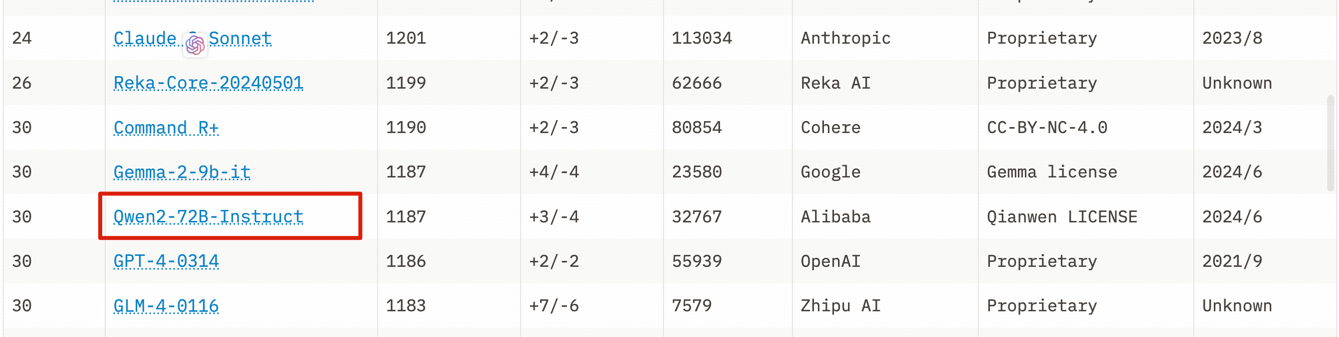 24 Claude 3 Sonnet 1201 +2/-3 113034 Anthropic Proprietary 2023/8
26 Reka-Core-20240501 1199 +2/-3 62666 Reka AI Proprietary Unknown
30 Command R+ 1190 +2/-3 80854 Cohere CC-BY-NC-4.0 2024/3
30 Gemma-2-9b-it 1187 +4/-4 23580 Google Gemma license 2024/6
30 Qwen2-72B-Instruct 1187 +3/-4 32767 Alibaba Qianwen LICENSE 2024/6
30 GPT-4-0314 1186 +2/-2 55939 OpenAI Proprietary 2021/9
30 GLM-4-0116 1183 +7/-6 7579 Zhipu AI Proprietary Unknown